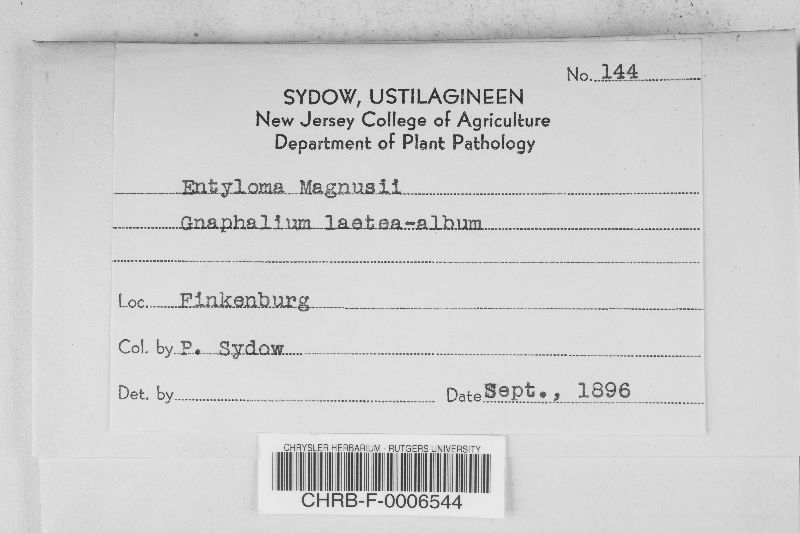 No. 144
SYDOW, USTILAGINEEN
New Jersey College of Agriculture
Department of Plant Pathology
Entyloma Magnusii
Gnaphalium laetea-album
Loc. Finkenburg
Col. by P. Sydow
Det. by
Date Sept., 1896
CHRYSLER HERBARIUM - RUTGERS UNIVERSITY
CHRB-F-0006544